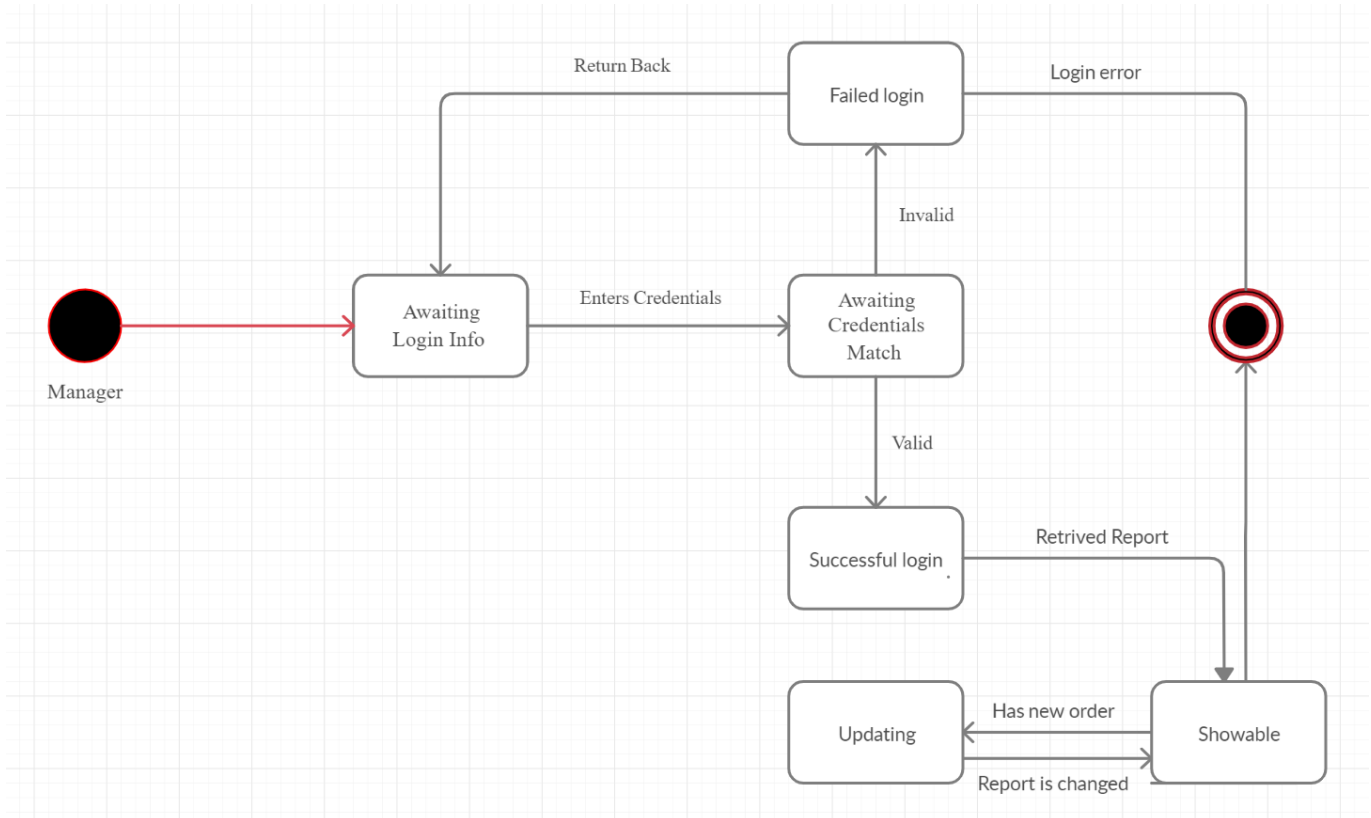 Return Back
Login error
Failed login
Invalid
Awaiting
Login Info
Enters Credentials
Awaiting
Credentials
Match
Manager
Valid
Retrived Report
Successful login
.
Has new order
Updating
Showable
Report is changed